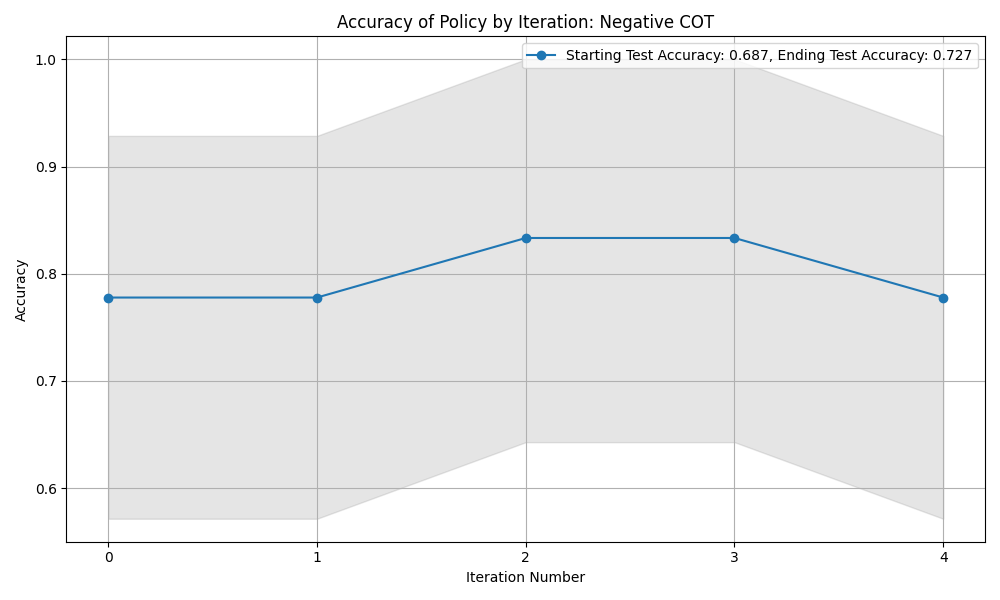 Accuracy of Policy by Iteration: Negative COT
Starting Test Accuracy: 0.687, Ending Test Accuracy: 0.727
Accuracy
1.0
0.9
0.8
0.7
0.6
0 1 2 3 4
Iteration Number